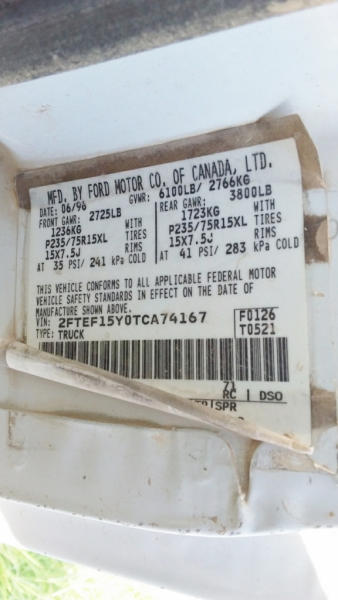 MFD. BY FORD MOTOR CO. OF CANADA, LTD.
DATE: 06/96 GVWR: 6100LB/ 2766KG
FRONT GAWR: 2725LB REAR GAWR: 3800LB
1236KG WITH 1723KG WITH
P235/75R15XL TIRES P235/75R15XL TIRES
15X7.5J RIMS 15X7.5J RIMS
AT 35 PSI/ 241 kPa COLD AT 41 PSI/ 283 kPa COLD
THIS VEHICLE CONFORMS TO ALL APPLICABLE FEDERAL MOTOR
VEHICLE SAFETY STANDARDS IN EFFECT ON THE DATE OF
MANUFACTURE SHOWN ABOVE.
VIN: 2FTEF15Y0TCA74167 F0126
TYPE: TRUCK T0521
71
RC DSO
SPR